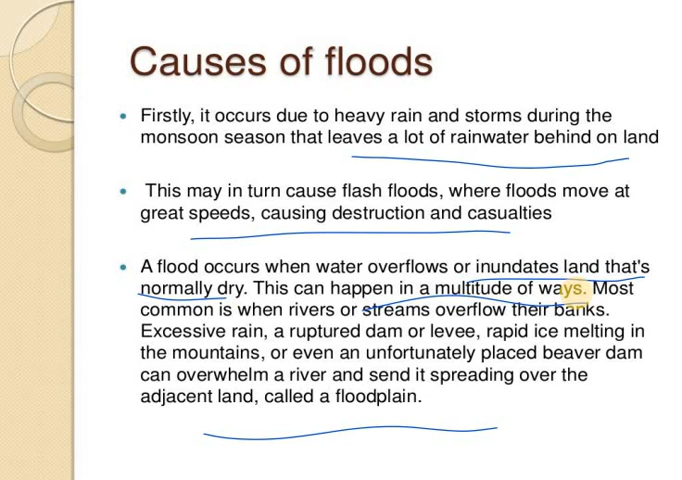 Causes of floods
• Firstly, it occurs due to heavy rain and storms during the
monsoon season that leaves a lot of rainwater behind on land
• This may in turn cause flash floods, where floods move at
great speeds, causing destruction and casualties
• A flood occurs when water overflows or inundates land that's
normally dry. This can happen in a multitude of ways. Most
common is when rivers or streams overflow their banks.
Excessive rain, a ruptured dam or levee, rapid ice melting in
the mountains, or even an unfortunately placed beaver dam
can overwhelm a river and send it spreading over the
adjacent land, called a floodplain.